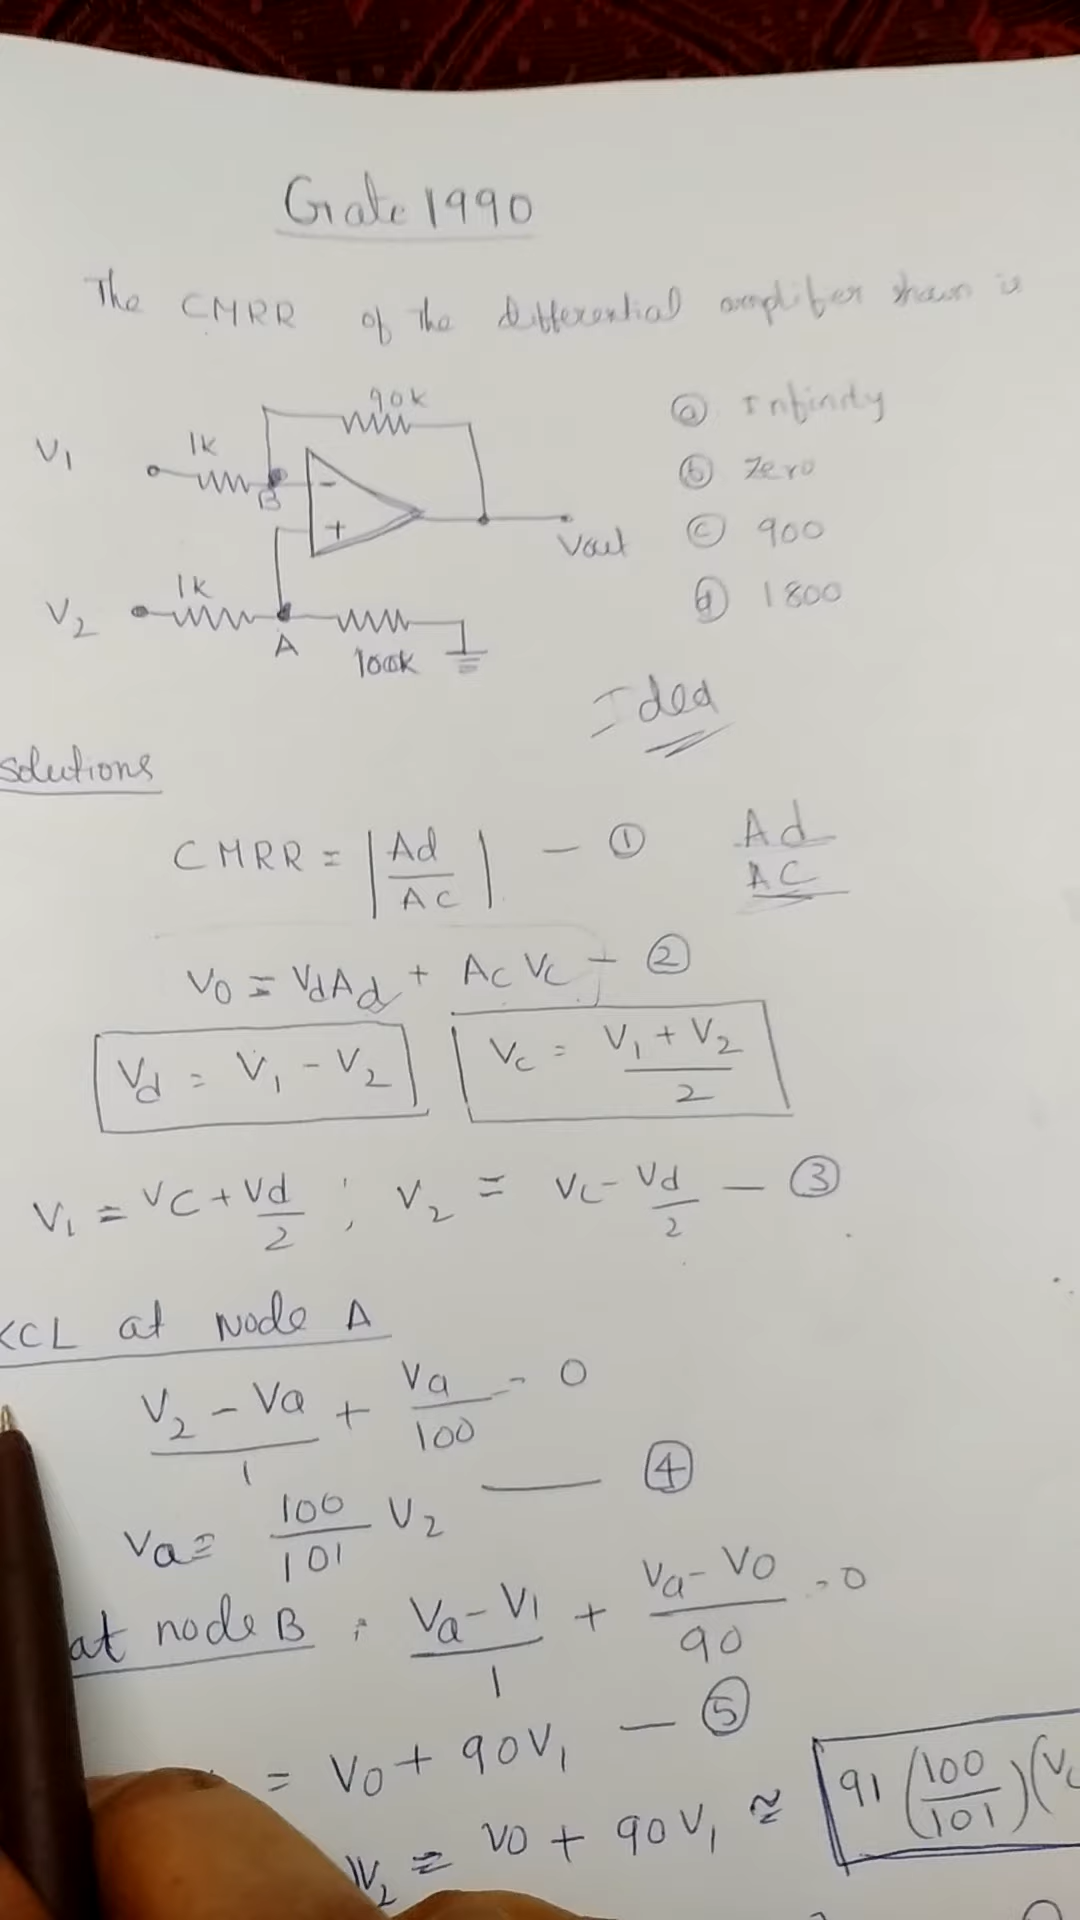 Gate 1990
The CMRR of the differential amplifier shown is
90k
V1
1k
B
-
+
Vout
1k
V2
A
100k
ⓐ Infinity
ⓑ Zero
ⓒ 900
ⓓ 1800
Idea
solutions
CMRR = |Ad/AC| — ①
Ad/AC
V0 = VdAd + AC VC — ②
Vd = V1 - V2
VC = (V1 + V2)/2
V1 = VC + Vd/2 ; V2 = VC - Vd/2 — ③
KCL at Node A
(V2 - Va)/1 + Va/100 = 0
Va = 100/101 V2 — ④
at node B : (Va - V1)/1 + (Va - V0)/90 = 0
= V0 + 90V1 — ⑤
V2 = V0 + 90V1 ≈ 91 (100/101)(